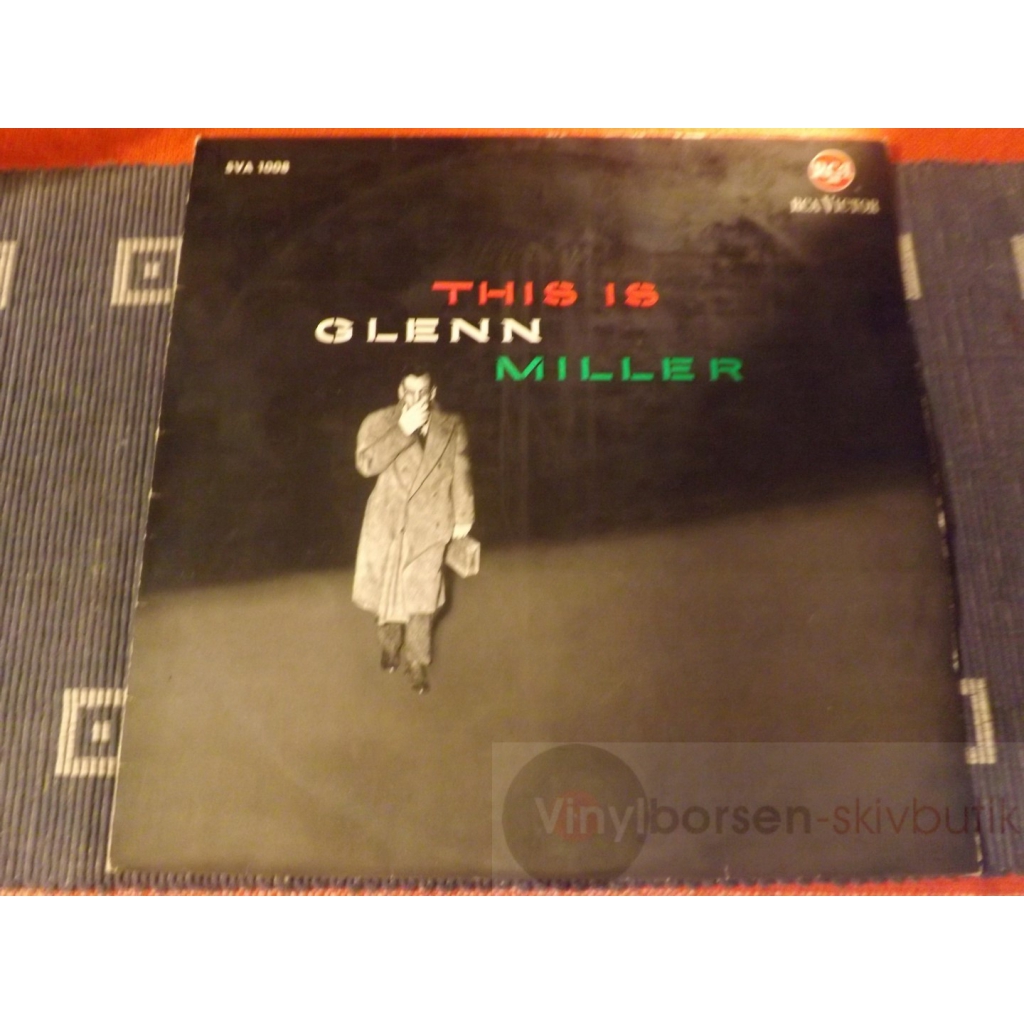 SVA 1008
RCA
RCA VICTOR
THIS IS
GLENN
MILLER
Vinylborsen-skivbutik